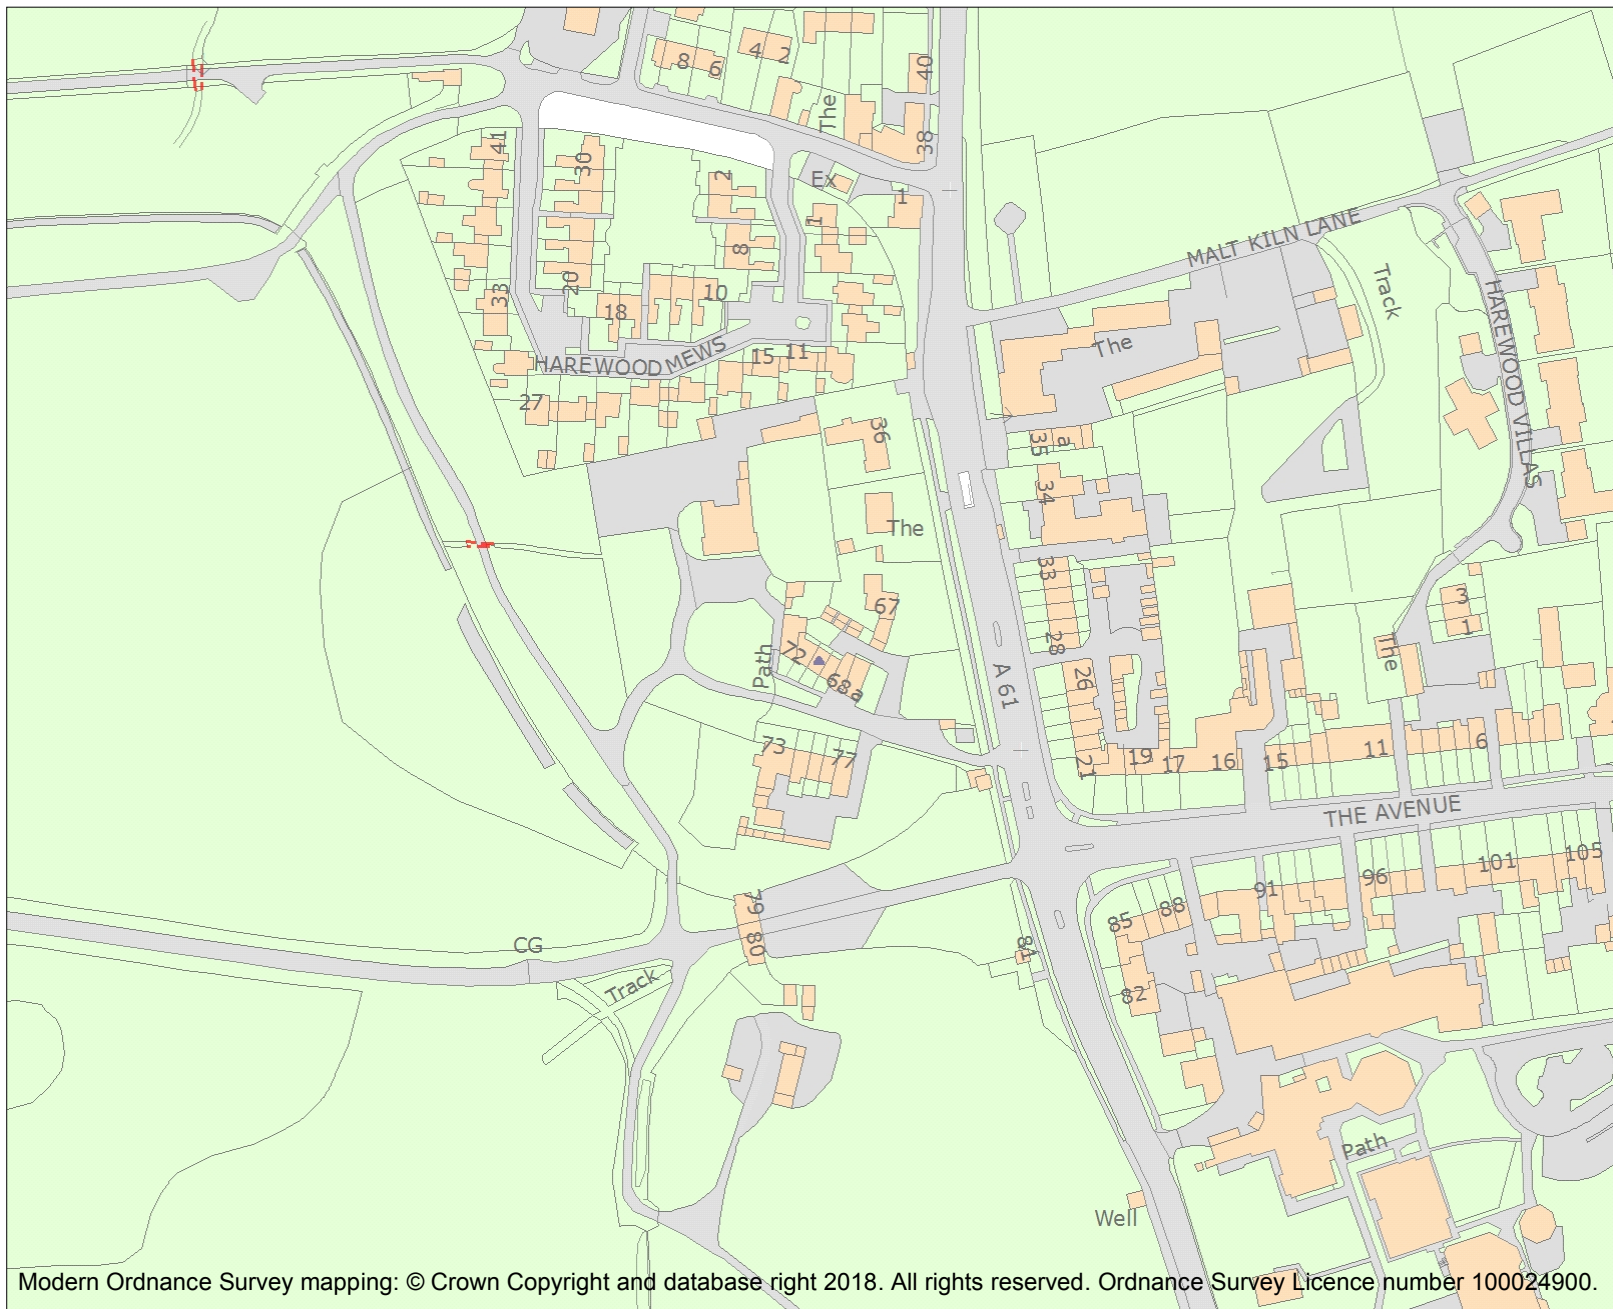 8
6
4
2
40
The
38
41
30
2
Ex
1
1
8
20
33
18
10
HAREWOOD MEWS
15
11
27
MALT KILN LANE
Track
HAREWOOD VILLAS
The
36
35
a
34
The
33
28
67
72
68a
Path
A 61
26
21
19
17
16
15
11
6
3
1
The
73
77
THE AVENUE
79
80
81
85
88
82
91
96
101
105
CG
Track
Path
Well
Modern Ordnance Survey mapping: © Crown Copyright and database right 2018. All rights reserved. Ordnance Survey Licence number 100024900.